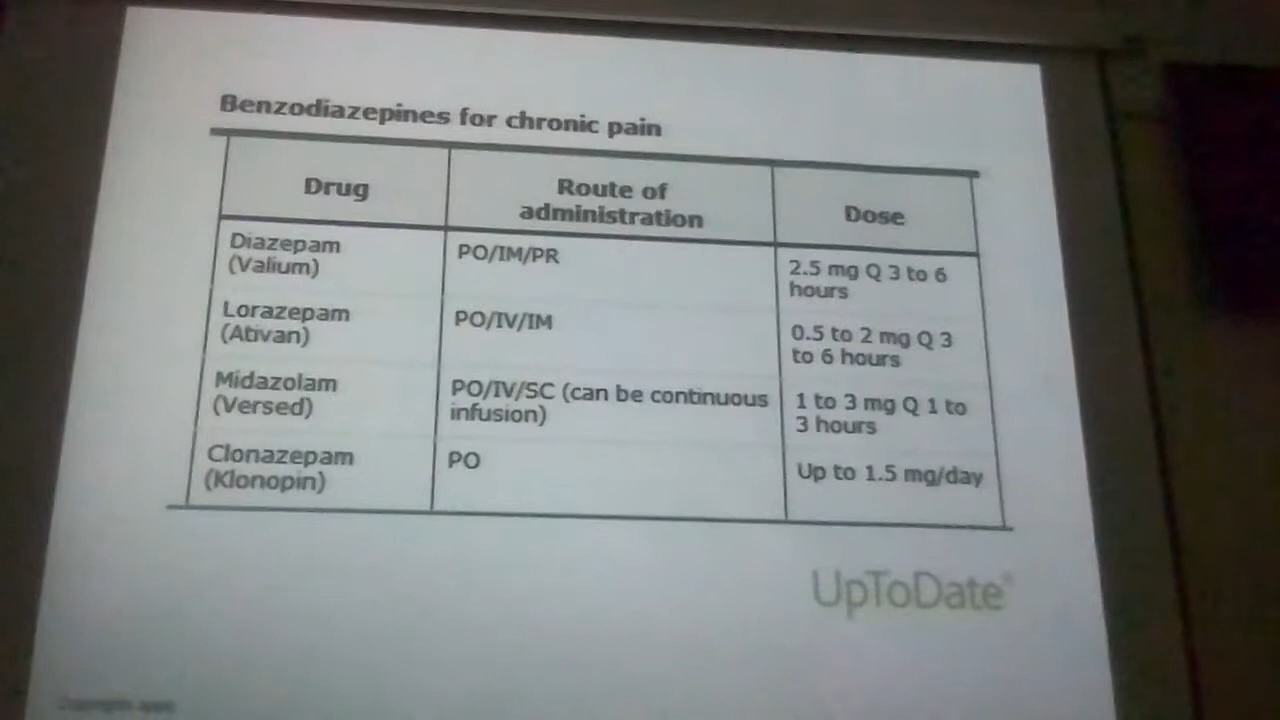 Benzodiazepines for chronic pain
Drug
Route of
administration
Dose
Diazepam
(Valium)
PO/IM/PR
2.5 mg Q 3 to 6
hours
Lorazepam
(Ativan)
PO/IV/IM
0.5 to 2 mg Q 3
to 6 hours
Midazolam
(Versed)
PO/IV/SC (can be continuous
infusion)
1 to 3 mg Q 1 to
3 hours
Clonazepam
(Klonopin)
PO
Up to 1.5 mg/day
UpToDate®